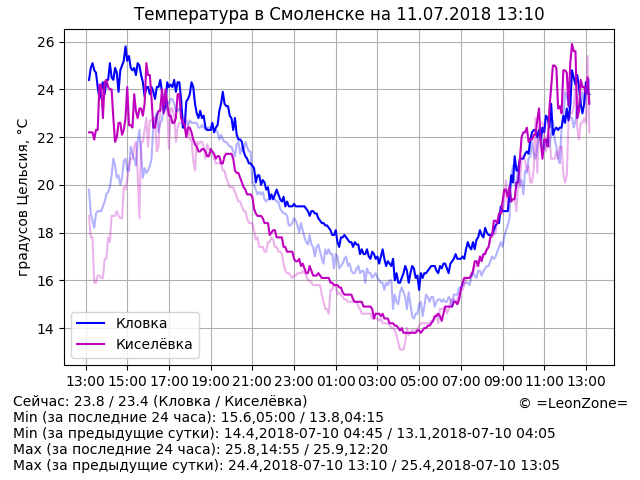 Температура в Смоленске на 11.07.2018 13:10
градусов Цельсия, °C
26
24
22
20
18
16
14
Кловка
Киселёвка
13:00 15:00 17:00 19:00 21:00 23:00 01:00 03:00 05:00 07:00 09:00 11:00 13:00
Сейчас: 23.8 / 23.4 (Кловка / Киселёвка)
© =LeonZone=
Min (за последние 24 часа): 15.6,05:00 / 13.8,04:15
Min (за предыдущие сутки): 14.4,2018-07-10 04:45 / 13.1,2018-07-10 04:05
Max (за последние 24 часа): 25.8,14:55 / 25.9,12:20
Max (за предыдущие сутки): 24.4,2018-07-10 13:10 / 25.4,2018-07-10 13:05